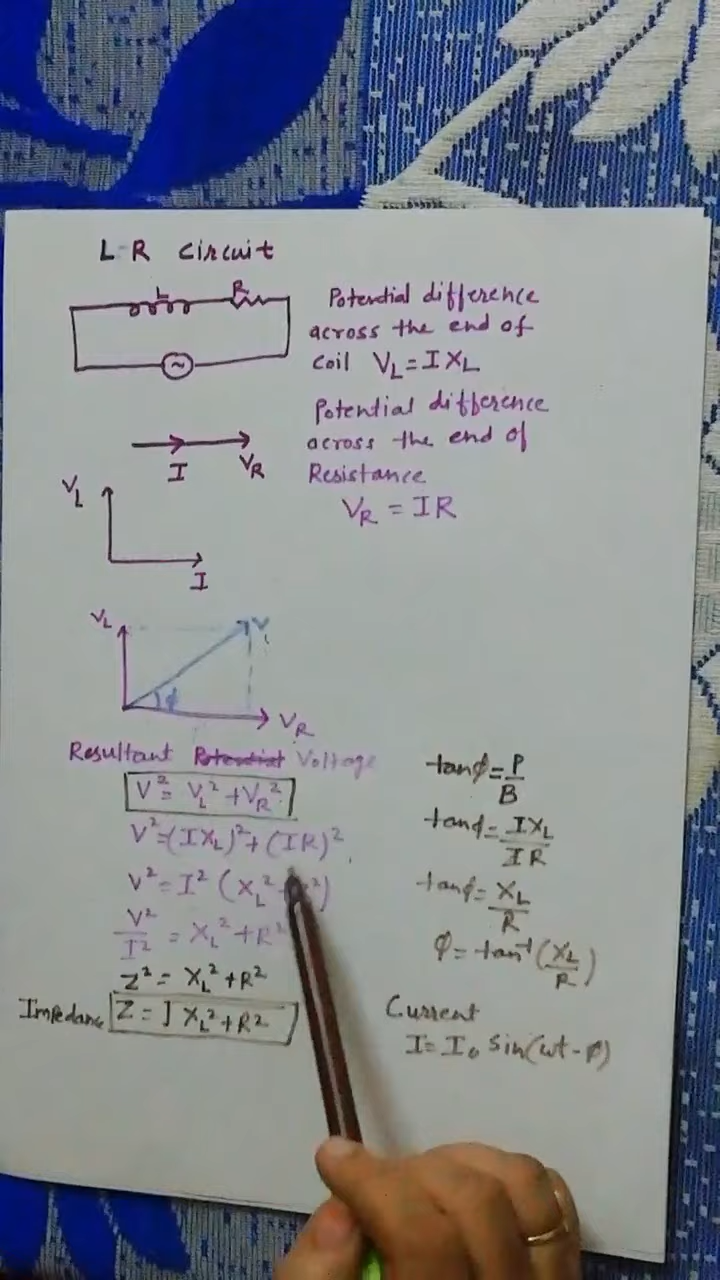 L-R Circuit
L R
Potential difference
across the end of
coil V_L = I X_L
Potential difference
across the end of
Resistance
V_R = IR
I V_R
V_L
I
V_L V
ϕ
V_R
Resultant Potential Voltage
V² = V_L² + V_R²
V² = (I X_L)² + (IR)²
V² = I² (X_L² + R²)
V²/I² = X_L² + R²
Z² = X_L² + R²
Impedanc Z = √X_L² + R²
tanϕ = P/B
tanϕ = IX_L/IR
tanϕ = X_L/R
ϕ = tan⁻¹(X_L/R)
Current
I = I₀ Sin(ωt - ϕ)